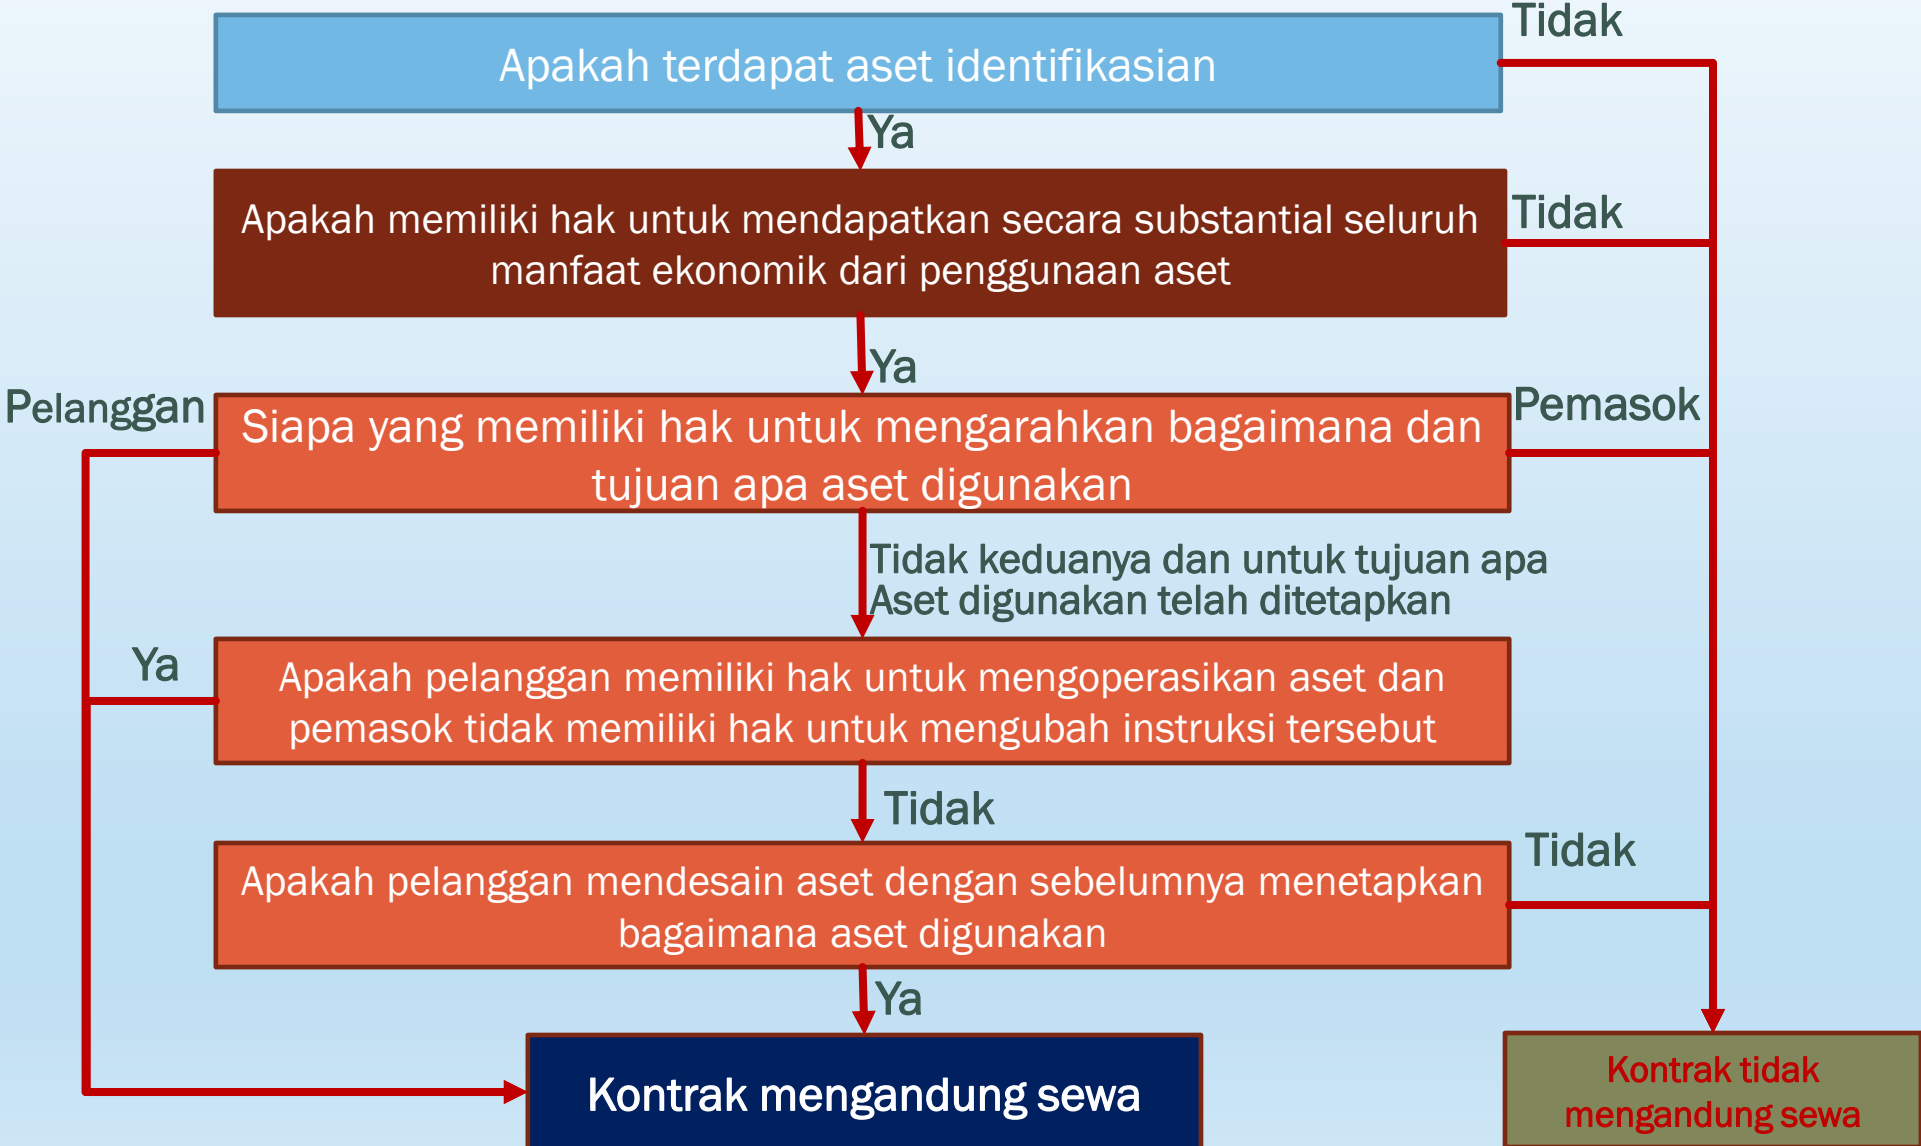 Tidak
Apakah terdapat aset identifikasian
Ya
Apakah memiliki hak untuk mendapatkan secara substantial seluruh
manfaat ekonomik dari penggunaan aset
Tidak
Ya
Pelanggan
Siapa yang memiliki hak untuk mengarahkan bagaimana dan
tujuan apa aset digunakan
Pemasok
Tidak keduanya dan untuk tujuan apa
Aset digunakan telah ditetapkan
Ya
Apakah pelanggan memiliki hak untuk mengoperasikan aset dan
pemasok tidak memiliki hak untuk mengubah instruksi tersebut
Tidak
Apakah pelanggan mendesain aset dengan sebelumnya menetapkan
bagaimana aset digunakan
Tidak
Ya
Kontrak mengandung sewa
Kontrak tidak
mengandung sewa